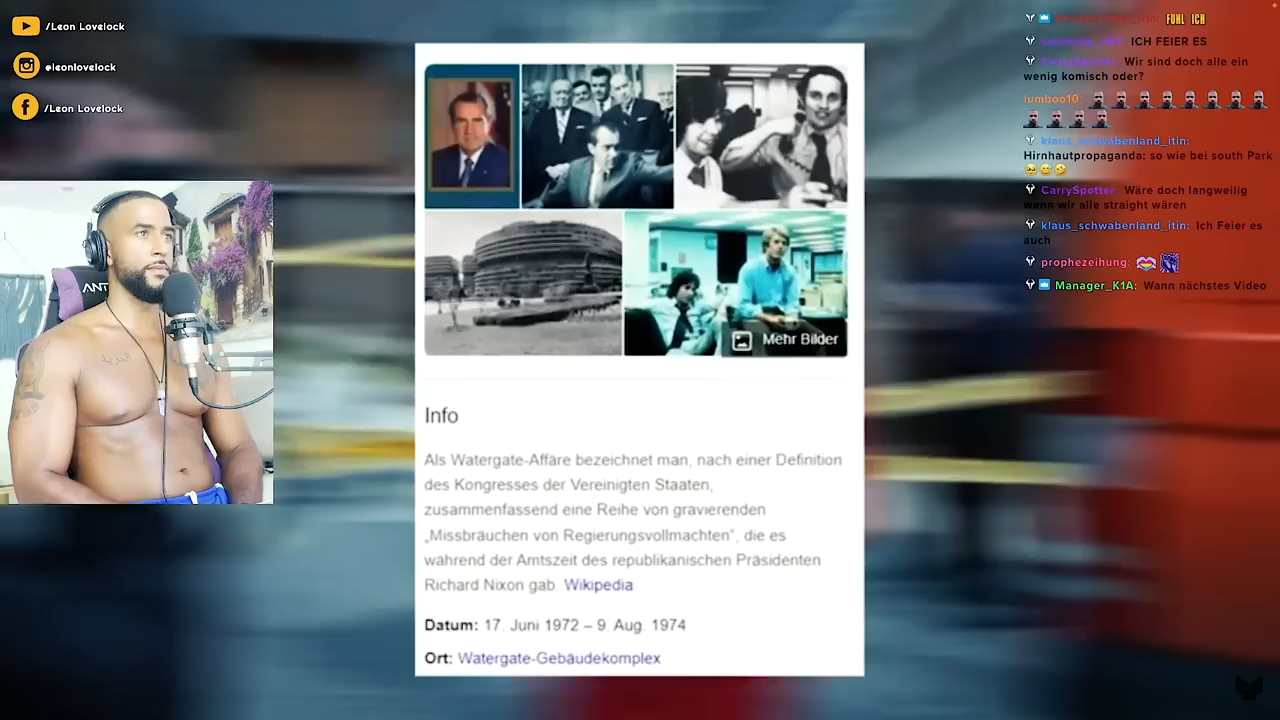 /Leon Lovelock
@leonlovelock
/Leon Lovelock
ANT
Mehr Bilder
Info
Als Watergate-Affäre bezeichnet man, nach einer Definition
des Kongresses der Vereinigten Staaten,
zusammenfassend eine Reihe von gravierenden
„Missbräuchen von Regierungsvollmachten“, die es
während der Amtszeit des republikanischen Präsidenten
Richard Nixon gab. Wikipedia
Datum: 17. Juni 1972 – 9. Aug. 1974
Ort: Watergate-Gebäudekomplex
FÜHL ICH
ICH FEIER ES
CarrySpotter: Wir sind doch alle ein
wenig komisch oder?
lumboo10:
klaus_schwabenland_itin:
Hirnhautpropaganda: so wie bei south Park
CarrySpotter: Wäre doch langweilig
wenn wir alle straight wären
klaus_schwabenland_itin: Ich Feier es
auch
prophezeihung:
Manager_K1A: Wann nächstes Video